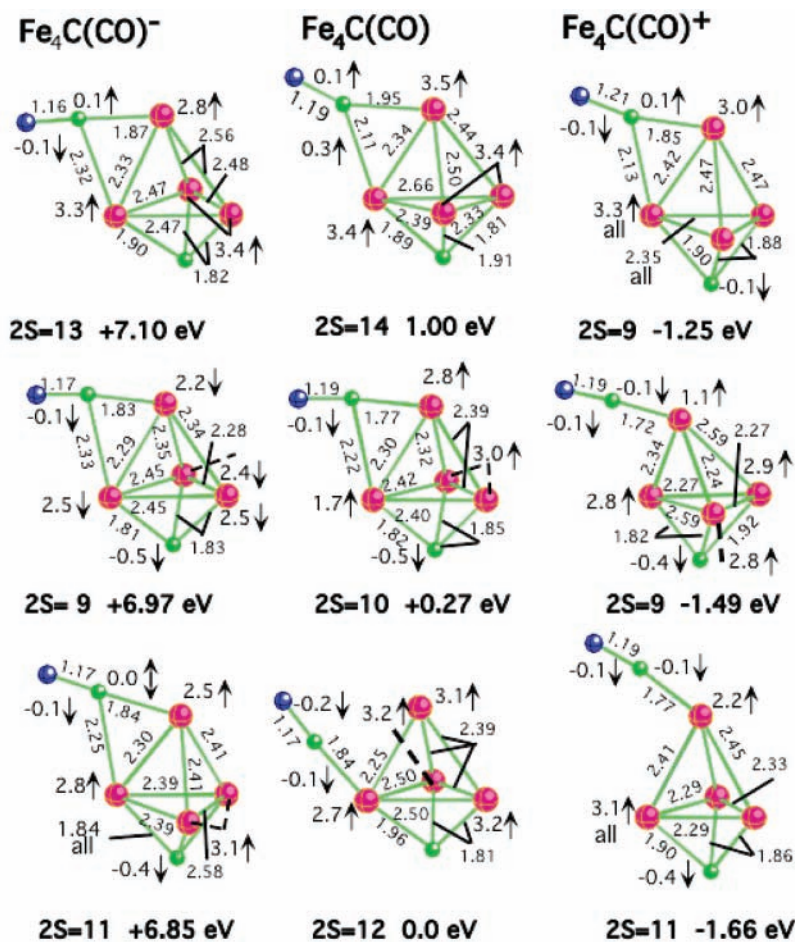 Fe4C(CO)⁻ Fe4C(CO) Fe4C(CO)⁺
1.16 0.1↑ 2.8↑
-0.1↓ 1.87 2.56
2.32 2.33 2.48
2.47
3.3↑ 2.47 3.4↑
1.90 1.82
0.1↑ 3.5↑
1.19 1.95
2.11 2.34 2.44
0.3↑ 2.50 3.4↑
2.66
2.39 2.33
3.4↑ 1.89 1.81
1.91
1.21 0.1↑ 3.0↑
-0.1↓ 1.85
2.13 2.42 2.47 2.47
3.3↑
all 1.90 1.88
2.35
all -0.1↓
2S=13 +7.10 eV 2S=14 1.00 eV 2S=9 -1.25 eV
1.17 2.2↓
-0.1↓ 1.83 2.34
2.33 2.29 2.35 2.28
2.45 2.4↓
2.5↓ 2.45 2.5↓
1.81 1.83
-0.5↓
1.19 2.8↑
-0.1↓ 1.77 2.39
2.22 2.30 2.32 3.0↑
2.42
1.7↑ 2.40
1.82 1.85
-0.5↓
1.19 -0.1↓ 1.1↑
-0.1↓ 1.72 2.59
2.34 2.24 2.27
2.27 2.9↑
2.8↑ 2.59
1.82 1.92
-0.4↓ 2.8↑
2S= 9 +6.97 eV 2S=10 +0.27 eV 2S=9 -1.49 eV
1.17 0.0↕ 2.5↑
-0.1↓ 1.84
2.25 2.30 2.41 2.41
2.8↑ 2.39
1.84 2.39
all 3.1↑
-0.4↓ 2.58
-0.2↓ 3.1↑
1.17 3.2↑
1.84 2.25 2.39
-0.1↓ 2.50
2.7↑ 2.50 3.2↑
1.96 1.81
1.19
-0.1↓ -0.1↓
1.77 2.2↑
2.41 2.45
2.33
3.1↑ 2.29
all 2.29
1.90 1.86
-0.4↓
2S=11 +6.85 eV 2S=12 0.0 eV 2S=11 -1.66 eV